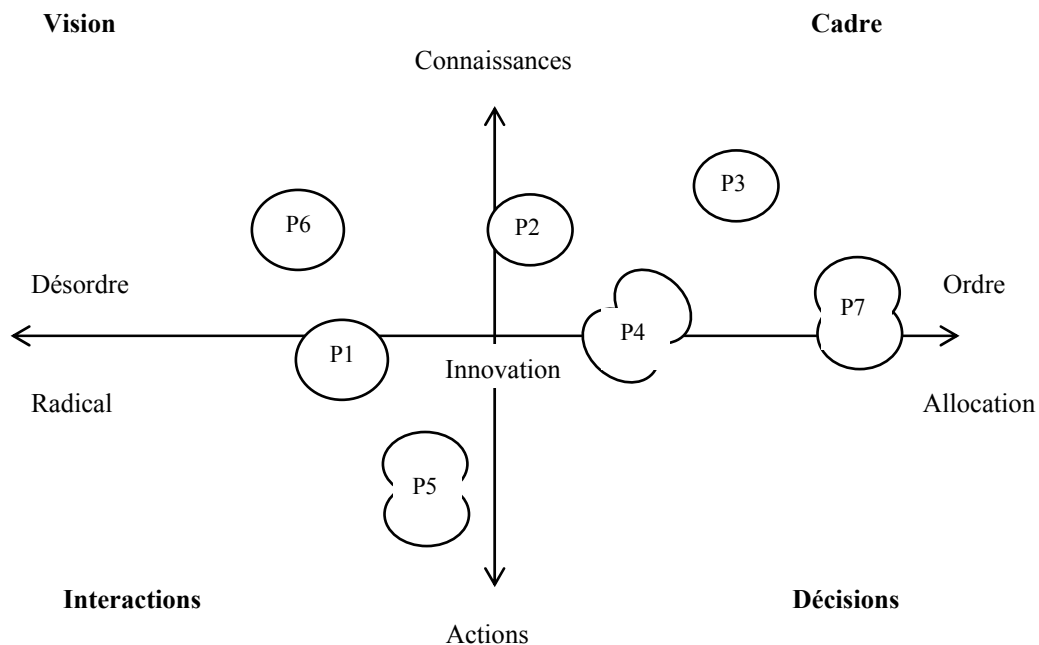 Vision
Cadre
Connaissances
P3
P6
P2
Désordre
Ordre
P7
P4
P1
Innovation
Radical
Allocation
P5
Interactions
Décisions
Actions